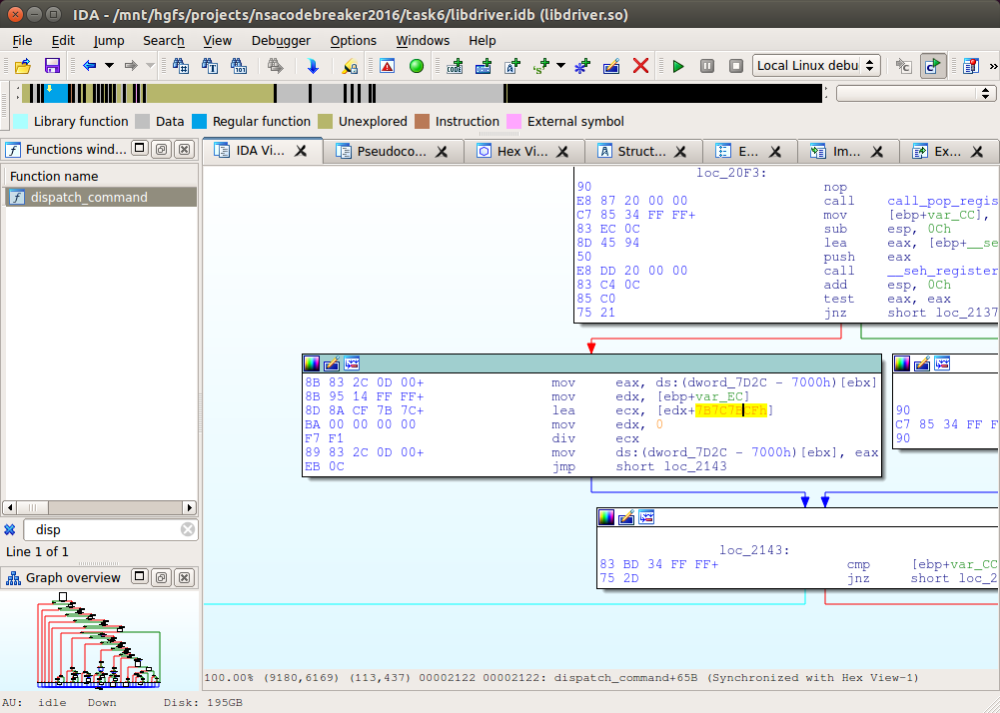 IDA - /mnt/hgfs/projects/nsacodebreaker2016/task6/libdriver.idb (libdriver.so)
File Edit Jump Search View Debugger Options Windows Help
Local Linux debu
Library function Data Regular function Unexplored Instruction External symbol
Functions wind...
IDA Vi... Pseudoco... Hex Vi... Struct... E... Im... Ex...
Function name
dispatch_command
loc_20F3:
90 nop
E8 87 20 00 00 call call_pop_regis
C7 85 34 FF FF+ mov [ebp+var_CC],
83 EC 0C sub esp, 0Ch
8D 45 94 lea eax, [ebp+__se
50 push eax
E8 DD 20 00 00 call __seh_register
83 C4 0C add esp, 0Ch
85 C0 test eax, eax
75 21 jnz short loc_2137
8B 83 2C 0D 00+ mov eax, ds:(dword_7D2C - 7000h)[ebx]
8B 95 14 FF FF+ mov edx, [ebp+var_EC]
8D 8A CF 7B 7C+ lea ecx, [edx+7B7C7BCFh]
BA 00 00 00 00 mov edx, 0
F7 F1 div ecx
89 83 2C 0D 00+ mov ds:(dword_7D2C - 7000h)[ebx], eax
EB 0C jmp short loc_2143
90
C7 85 34 FF F
90
disp
Line 1 of 1
Graph overview
loc_2143:
83 BD 34 FF FF+ cmp [ebp+var_CC
75 2D jnz short loc_2
100.00% (9180,6169) (113,437) 00002122 00002122: dispatch_command+65B (Synchronized with Hex View-1)
AU: idle Down Disk: 195GB